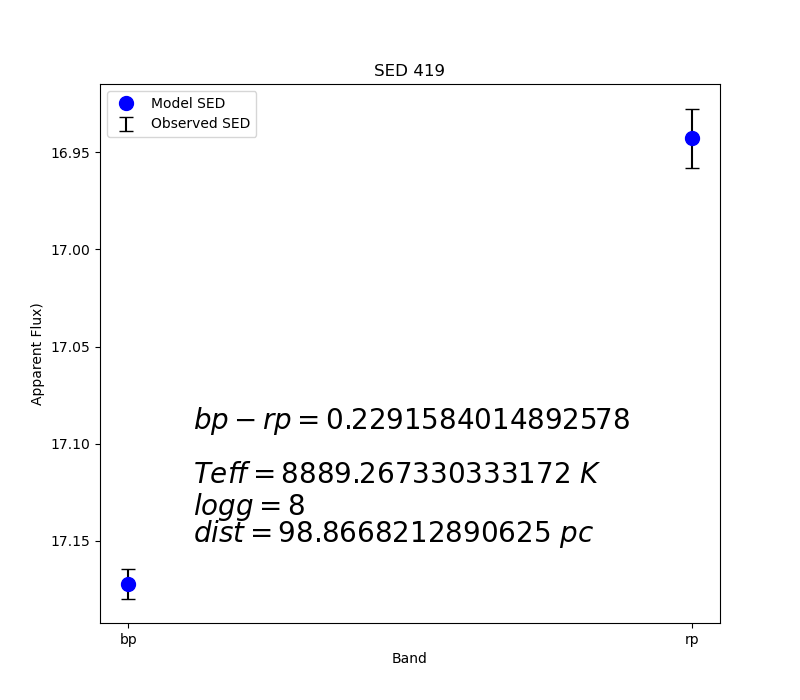 SED 419
Model SED
Observed SED
16.95
17.00
17.05
17.10
17.15
Apparent Flux)
bp − rp = 0.2291584014892578
Teff = 8889.267330333172 K
logg = 8
dist = 98.8668212890625 pc
bp
rp
Band